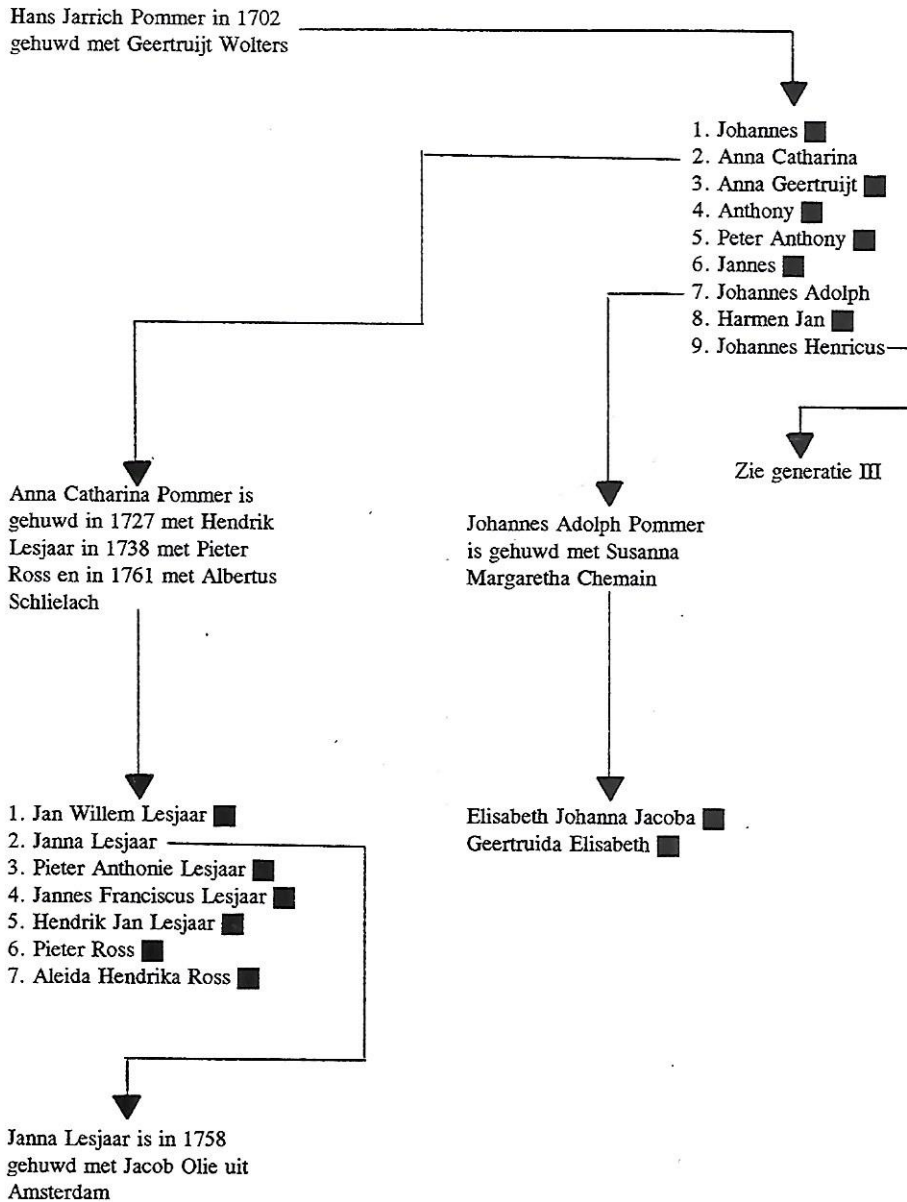 Hans Jarrich Pommer in 1702
gehuwd met Geertruijt Wolters
1. Johannes
2. Anna Catharina
3. Anna Geertruijt
4. Anthony
5. Peter Anthony
6. Jannes
7. Johannes Adolph
8. Harmen Jan
9. Johannes Henricus
Zie generatie III
Anna Catharina Pommer is
gehuwd in 1727 met Hendrik
Lesjaar in 1738 met Pieter
Ross en in 1761 met Albertus
Schlielach
Johannes Adolph Pommer
is gehuwd met Susanna
Margaretha Chemain
1. Jan Willem Lesjaar
2. Janna Lesjaar
3. Pieter Anthonie Lesjaar
4. Jannes Franciscus Lesjaar
5. Hendrik Jan Lesjaar
6. Pieter Ross
7. Aleida Hendrika Ross
Elisabeth Johanna Jacoba
Geertruida Elisabeth
Janna Lesjaar is in 1758
gehuwd met Jacob Olie uit
Amsterdam